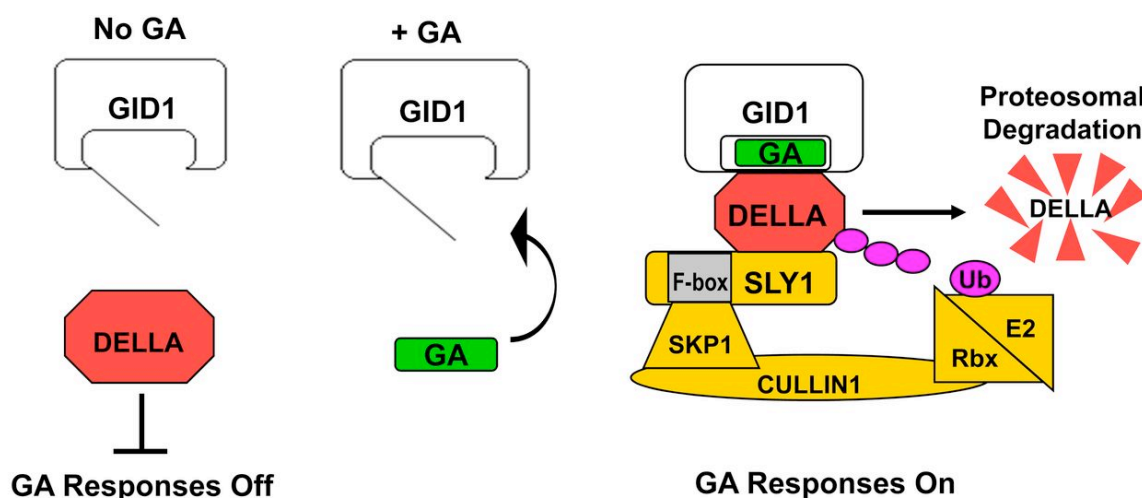 No GA
GID1
DELLA
GA Responses Off
+ GA
GID1
GA
GID1
GA
DELLA
F-box
SLY1
SKP1
CULLIN1
Rbx
E2
Ub
Proteosomal
Degradation
DELLA
GA Responses On